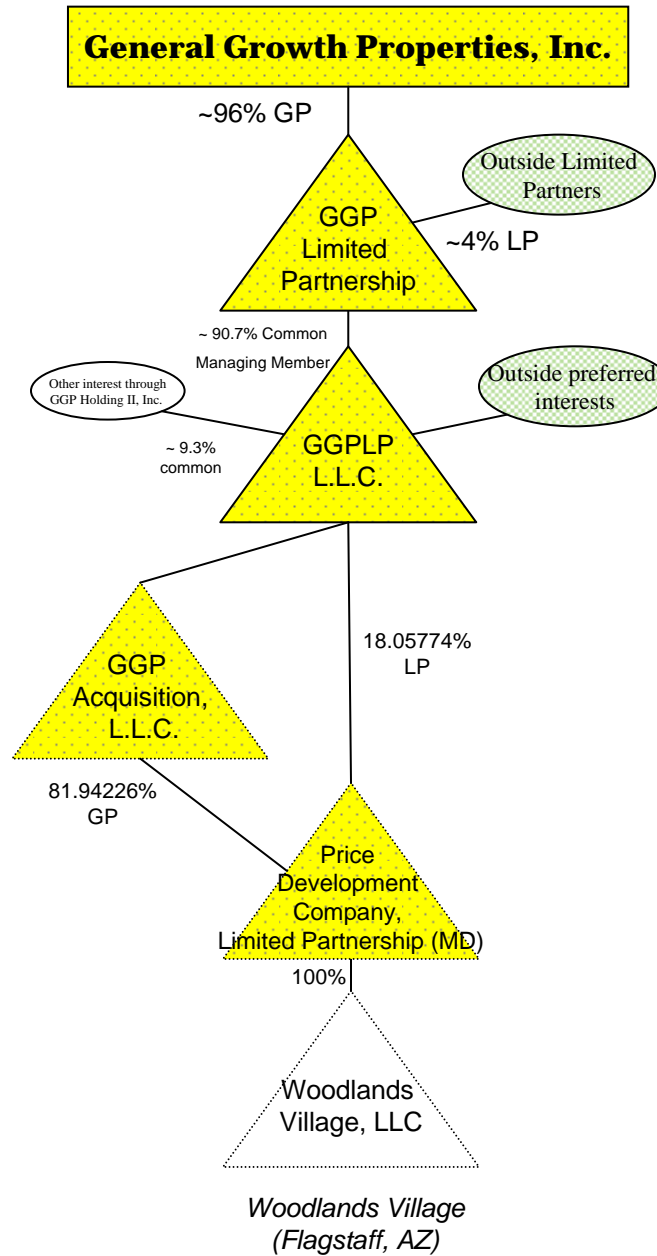 General Growth Properties, Inc.
~96% GP
Outside Limited
Partners
GGP
Limited
Partnership
~4% LP
~ 90.7% Common
Managing Member
Other interest through
GGP Holding II, Inc.
Outside preferred
interests
GGPLP
L.L.C.
~ 9.3%
common
18.05774%
LP
GGP
Acquisition,
L.L.C.
81.94226%
GP
Price
Development
Company,
Limited Partnership (MD)
100%
Woodlands
Village, LLC
Woodlands Village
(Flagstaff, AZ)